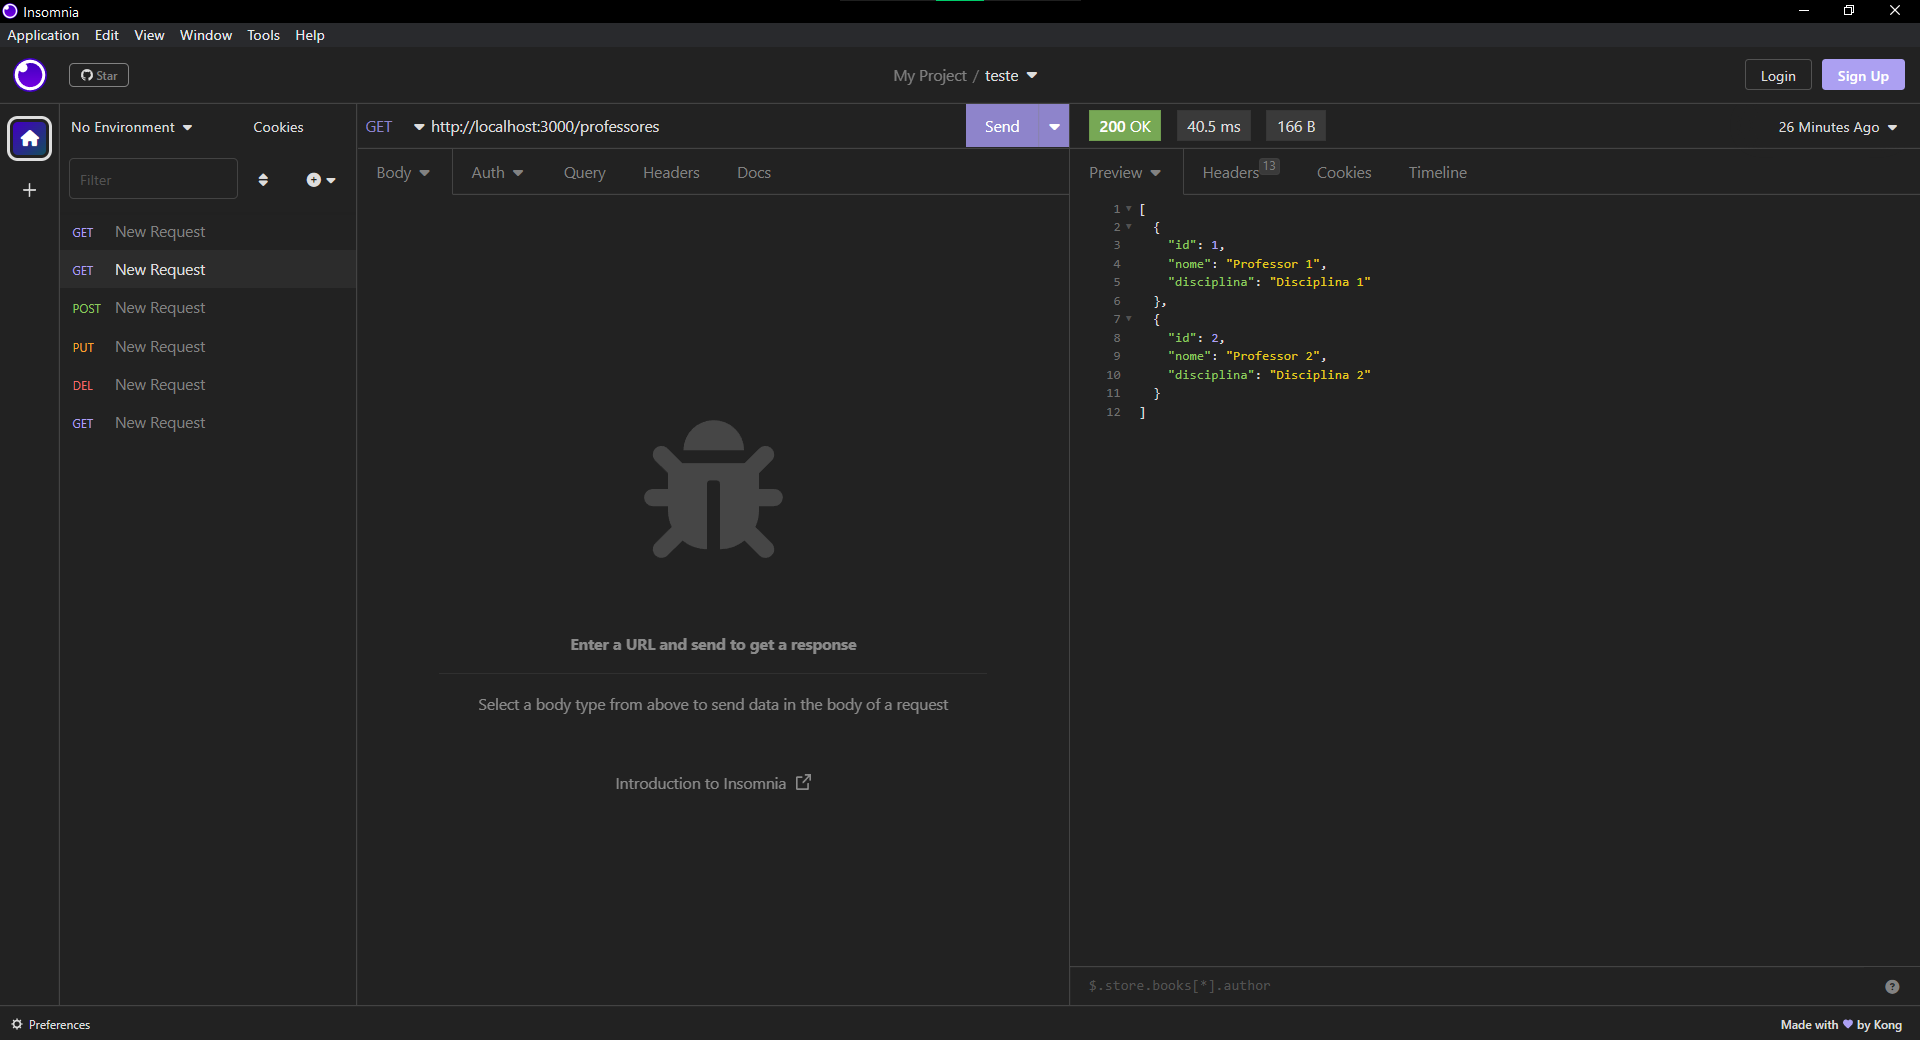 Insomnia
Application Edit View Window Tools Help
Star
My Project / teste
Login
Sign Up
No Environment
Cookies
Filter
GET New Request
GET New Request
POST New Request
PUT New Request
DEL New Request
GET New Request
GET http://localhost:3000/professores
Send
Body Auth Query Headers Docs
Enter a URL and send to get a response
Select a body type from above to send data in the body of a request
Introduction to Insomnia
200 OK 40.5 ms 166 B
26 Minutes Ago
Preview Headers 13 Cookies Timeline
1 [
2 {
3 "id": 1,
4 "nome": "Professor 1",
5 "disciplina": "Disciplina 1"
6 },
7 {
8 "id": 2,
9 "nome": "Professor 2",
10 "disciplina": "Disciplina 2"
11 }
12 ]
$.store.books[*].author
Preferences
Made with 💜 by Kong